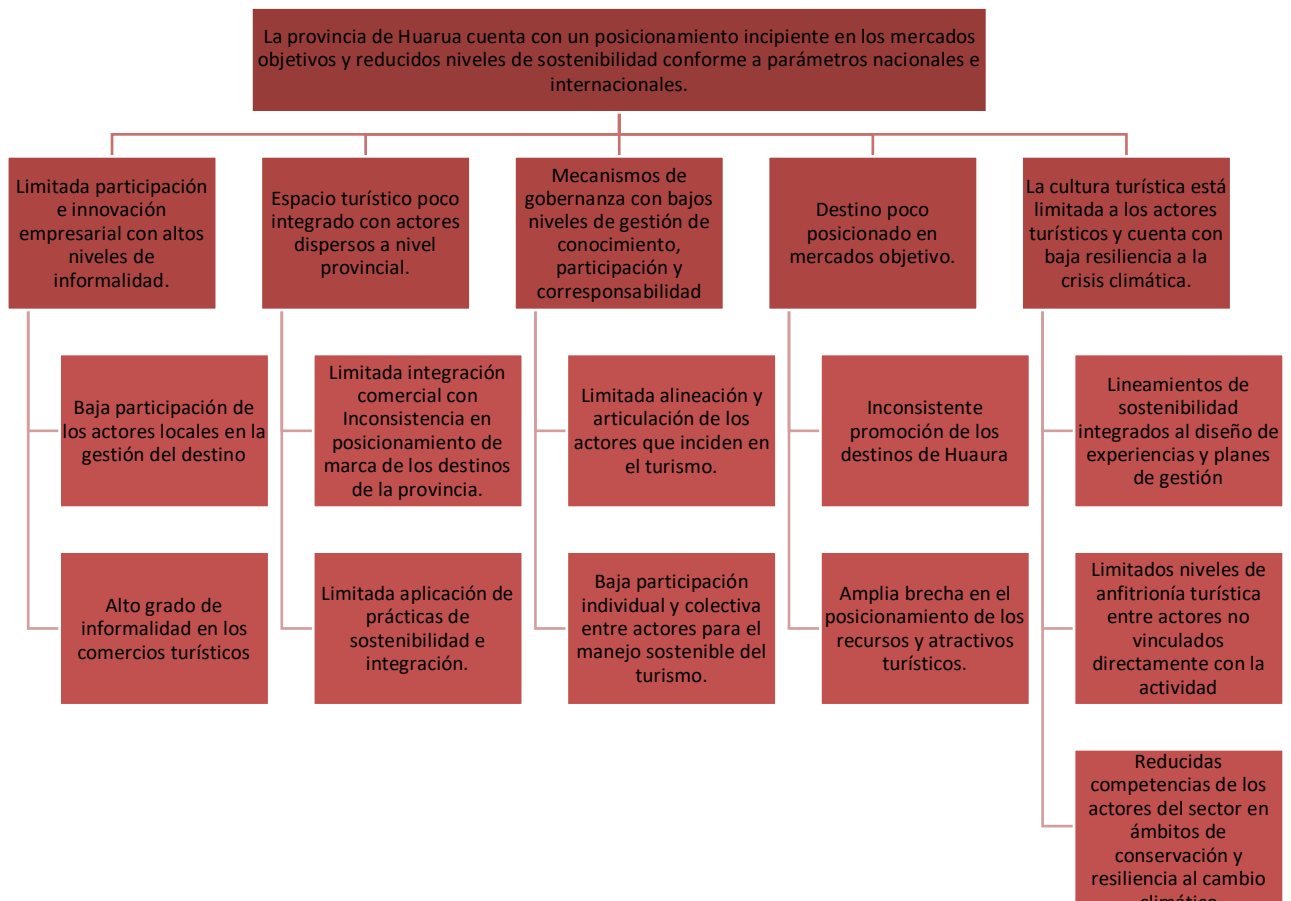 La provincia de Huarua cuenta con un posicionamiento incipiente en los mercados
objetivos y reducidos niveles de sostenibilidad conforme a parámetros nacionales e
internacionales.
Limitada participación
e innovación
empresarial con altos
niveles de
informalidad.
Baja participación de
los actores locales en la
gestión del destino
Alto grado de
informalidad en los
comercios turísticos
Espacio turístico poco
integrado con actores
dispersos a nivel
provincial.
Limitada integración
comercial con
Inconsistencia en
posicionamiento de
marca de los destinos
de la provincia.
Limitada aplicación de
prácticas de
sostenibilidad e
integración.
Mecanismos de
gobernanza con bajos
niveles de gestión de
conocimiento,
participación y
corresponsabilidad
Limitada alineación y
articulación de los
actores que inciden en
el turismo.
Baja participación
individual y colectiva
entre actores para el
manejo sostenible del
turismo.
Destino poco
posicionado en
mercados objetivo.
Inconsistente
promoción de los
destinos de Huaura
Amplia brecha en el
posicionamiento de los
recursos y atractivos
turísticos.
La cultura turística está
limitada a los actores
turísticos y cuenta con
baja resiliencia a la
crisis climática.
Lineamientos de
sostenibilidad
integrados al diseño de
experiencias y planes
de gestión
Limitados niveles de
anfitrionía turística
entre actores no
vinculados
directamente con la
actividad
Reducidas
competencias de los
actores del sector en
ámbitos de
conservación y
resiliencia al cambio